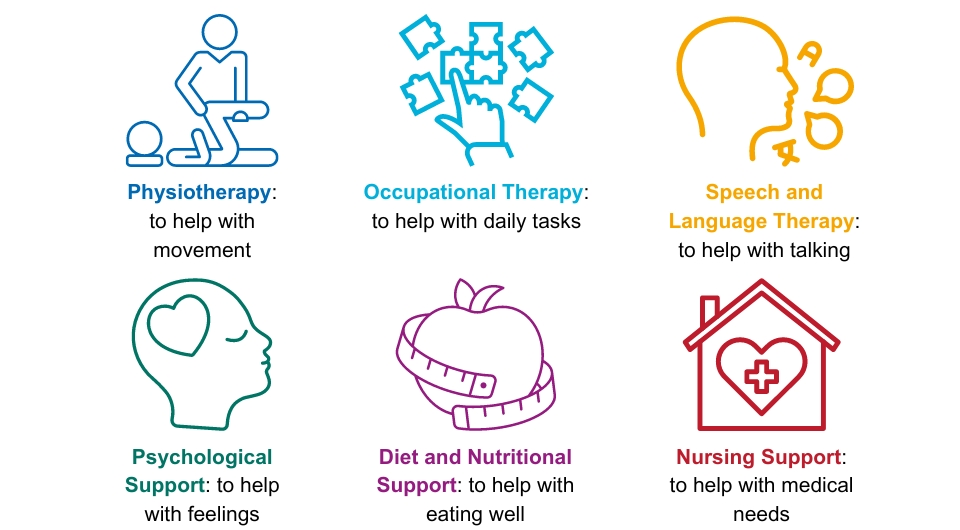 Physiotherapy:
to help with
movement
Occupational Therapy:
to help with daily tasks
A
Speech and
Language Therapy:
to help with talking
Psychological
Support: to help
with feelings
Diet and Nutritional
Support: to help with
eating well
Nursing Support:
to help with medical
needs